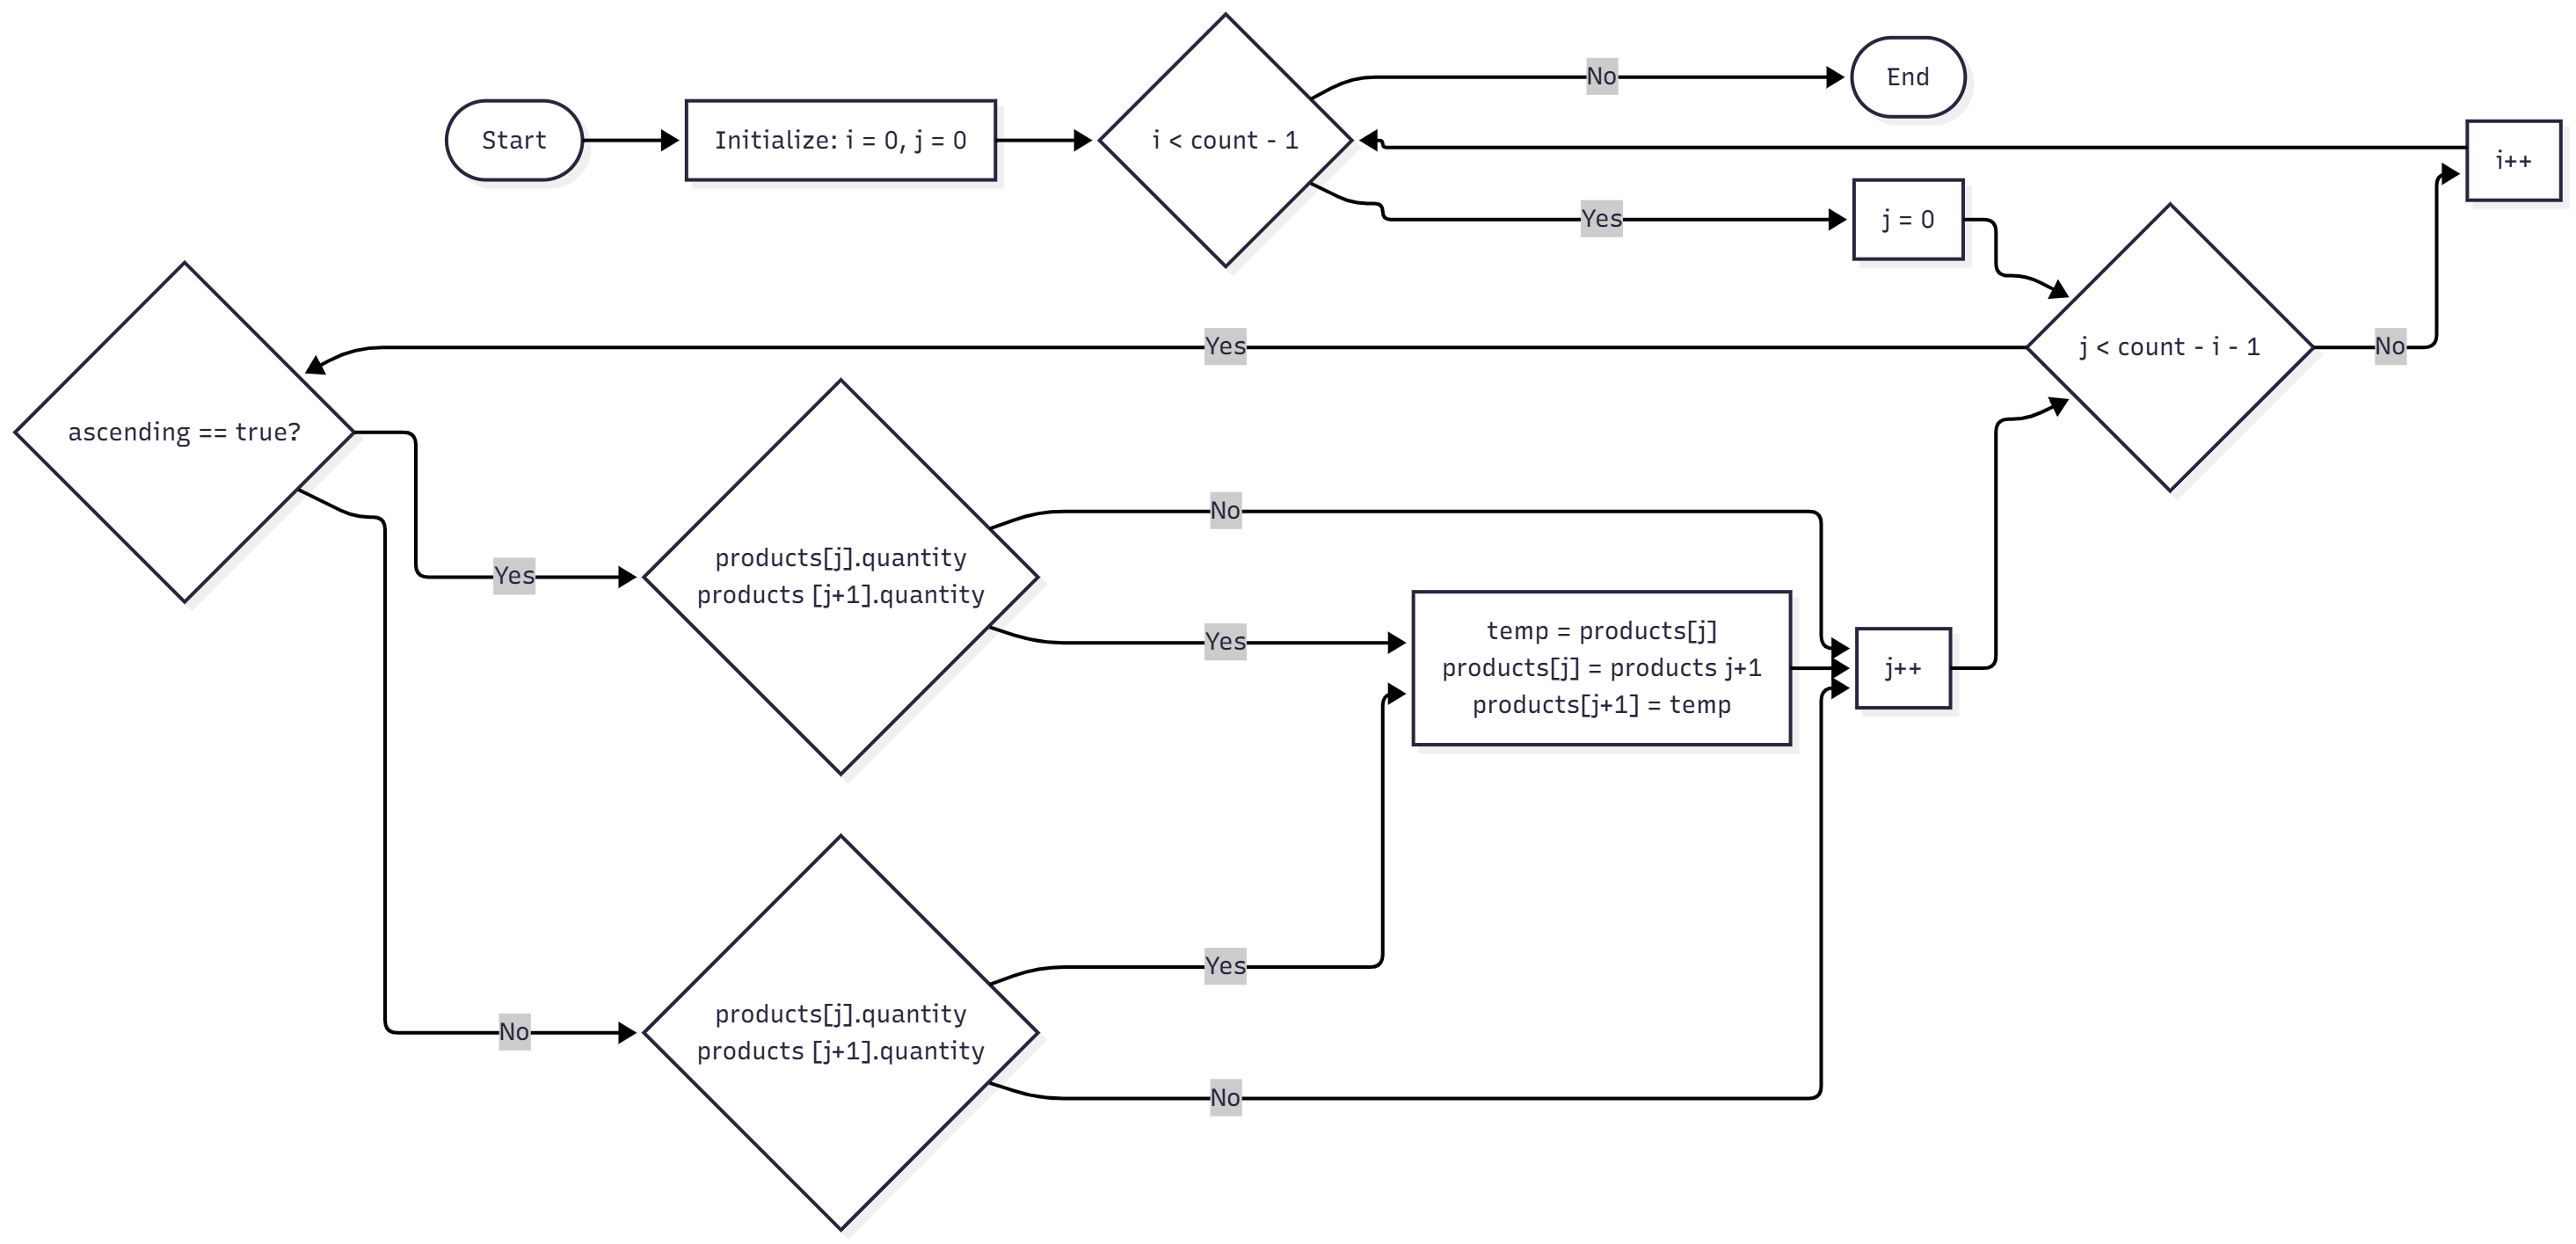 Start
Initialize: i = 0, j = 0
i < count - 1
No
End
Yes
j = 0
i++
j < count - i - 1
No
Yes
ascending == true?
Yes
products[j].quantity
products [j+1].quantity
No
Yes
temp = products[j]
products[j] = products j+1
products[j+1] = temp
j++
No
products[j].quantity
products [j+1].quantity
Yes
No